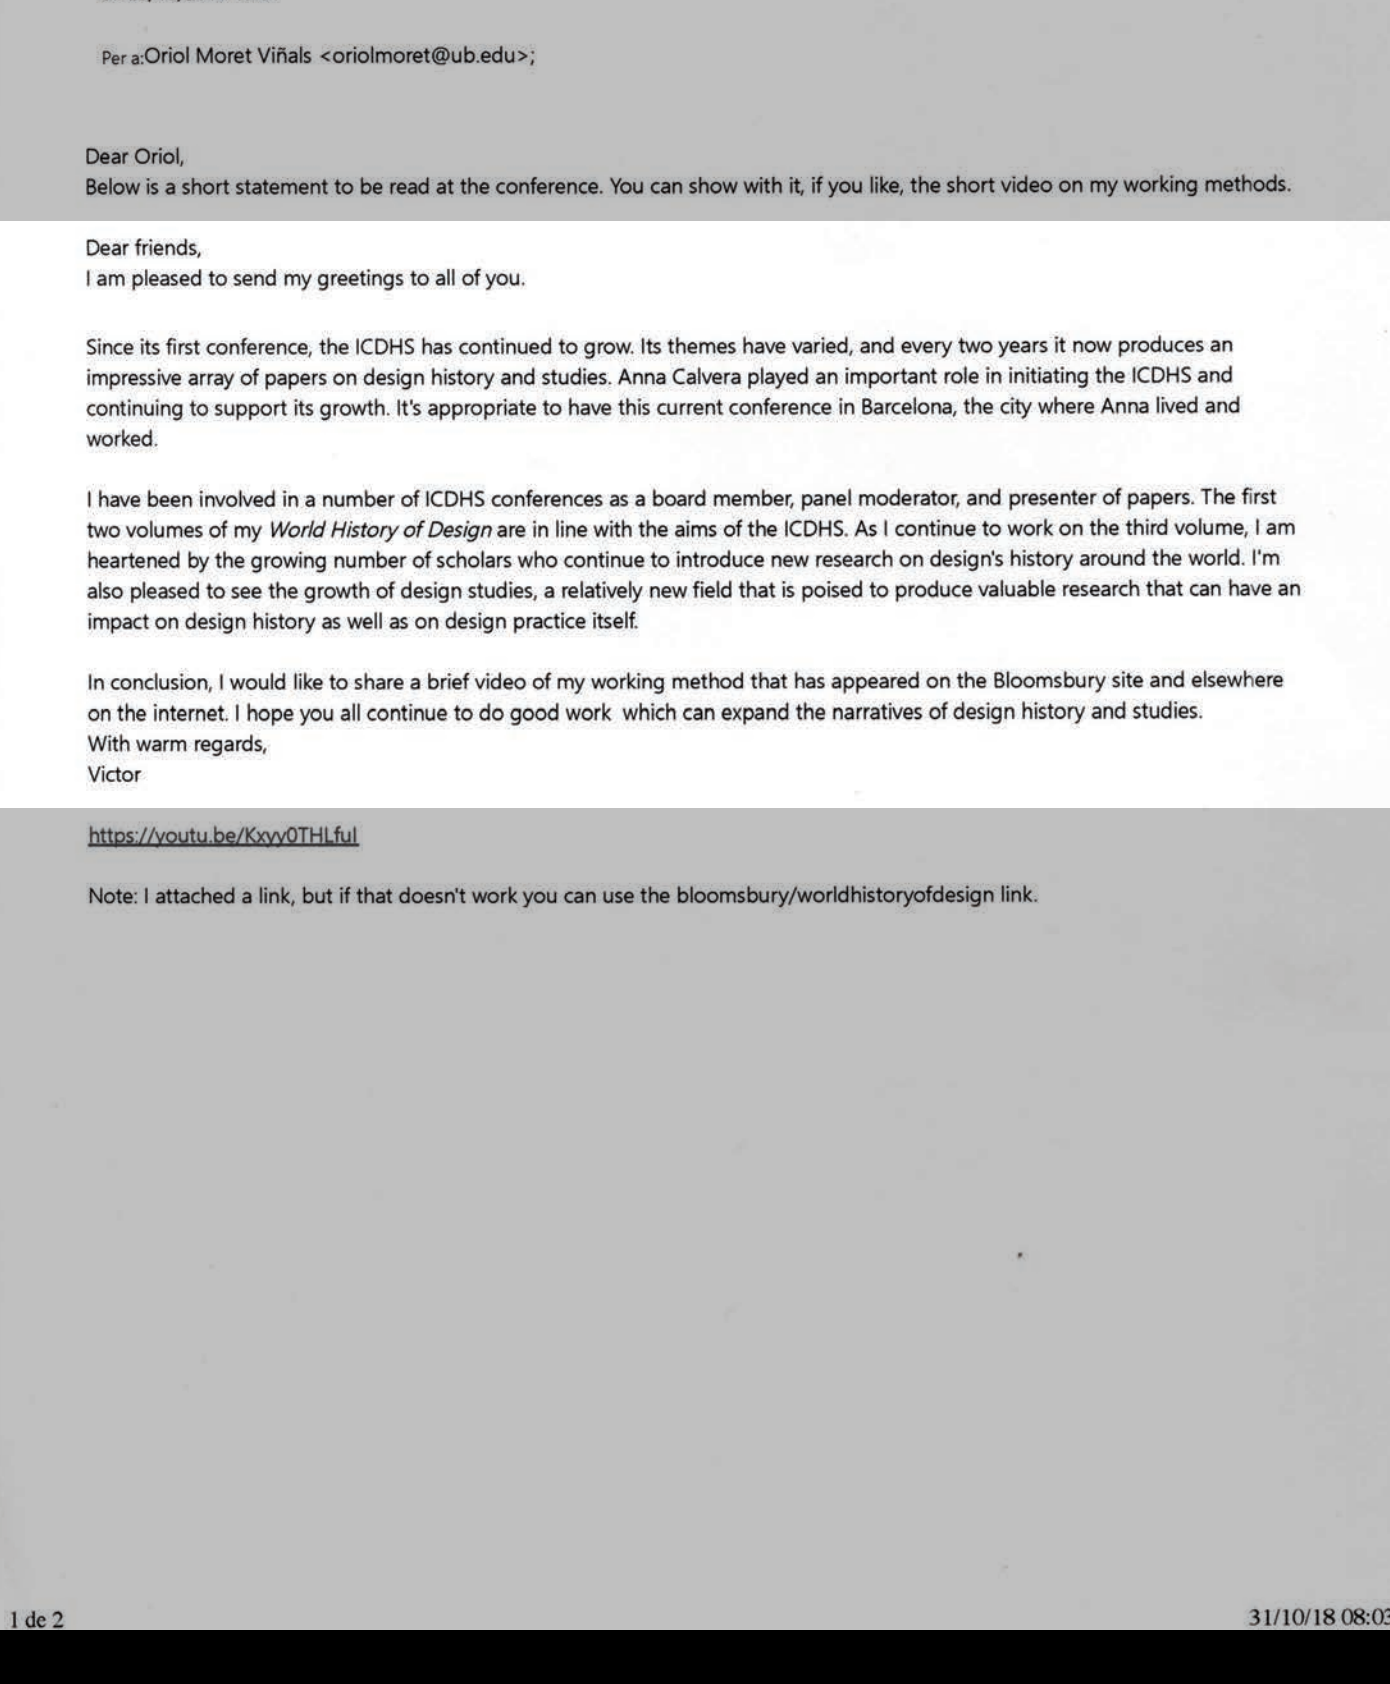 Per a:Oriol Moret Viñals <oriolmoret@ub.edu>;
Dear Oriol,
Below is a short statement to be read at the conference. You can show with it, if you like, the short video on my working methods.
Dear friends,
I am pleased to send my greetings to all of you.
Since its first conference, the ICDHS has continued to grow. Its themes have varied, and every two years it now produces an
impressive array of papers on design history and studies. Anna Calvera played an important role in initiating the ICDHS and
continuing to support its growth. It's appropriate to have this current conference in Barcelona, the city where Anna lived and
worked.
I have been involved in a number of ICDHS conferences as a board member, panel moderator, and presenter of papers. The first
two volumes of my World History of Design are in line with the aims of the ICDHS. As I continue to work on the third volume, I am
heartened by the growing number of scholars who continue to introduce new research on design's history around the world. I'm
also pleased to see the growth of design studies, a relatively new field that is poised to produce valuable research that can have an
impact on design history as well as on design practice itself.
In conclusion, I would like to share a brief video of my working method that has appeared on the Bloomsbury site and elsewhere
on the internet. I hope you all continue to do good work which can expand the narratives of design history and studies.
With warm regards,
Victor
https://youtu.be/Kxyy0THLfuI
Note: I attached a link, but if that doesn't work you can use the bloomsbury/worldhistoryofdesign link.
1 de 2
31/10/18 08:03